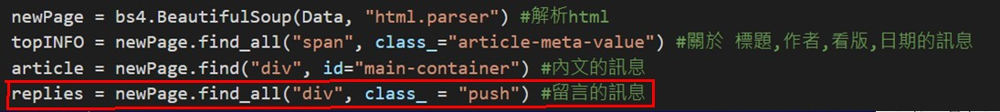 newPage = bs4.BeautifulSoup(Data, "html.parser") #解析html
topINFO = newPage.find_all("span", class_="article-meta-value") #關於 標題,作者,看版,日期的訊息
article = newPage.find("div", id="main-container") #內文的訊息
replies = newPage.find_all("div", class_ = "push") #留言的訊息